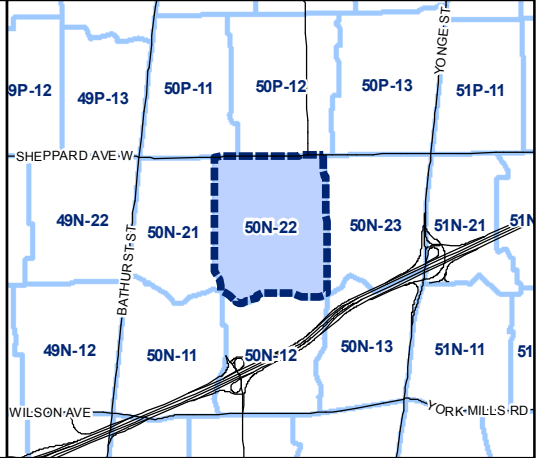 YONGE ST
9P-12
49P-13
50P-11
50P-12
50P-13
51P-11
SHEPPARD AVE W
49N-22
50N-21
50N-22
50N-23
51N-21
51N
BATHURST ST
49N-12
50N-11
50N-12
50N-13
51N-11
51
WILSON AVE
YORK MILLS RD